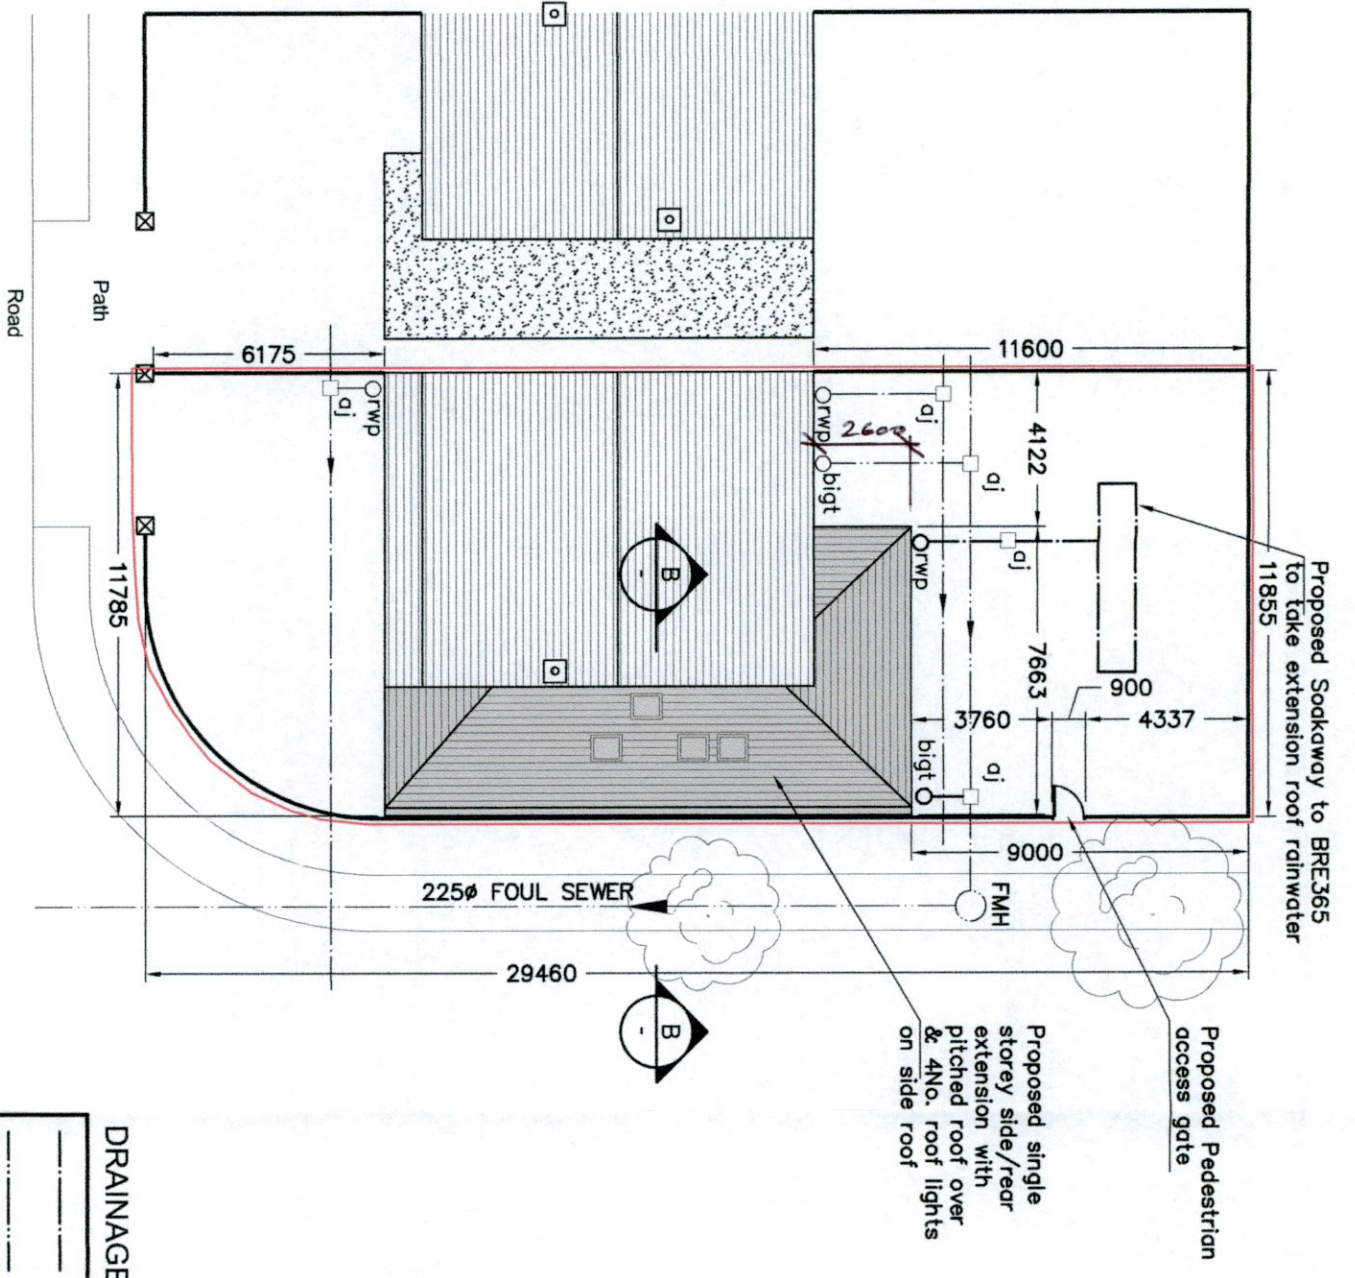 Proposed Soakaway to BRE365
to take extension roof rainwater
11855
Proposed Pedestrian
access gate
11600
4122
7663
900
3760
4337
9000
aj
aj
aj
aj
rwp
2600
bigt
rwp
bigt
FMH
Proposed single
storey side/rear
extension with
pitched roof over
& 4No. roof lights
on side roof
B
-
B
-
225ø FOUL SEWER
29460
6175
rwp
aj
11785
Path
Road
DRAINAGE